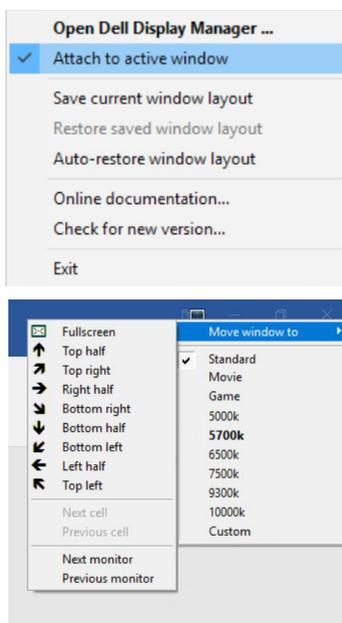 Open Dell Display Manager ...
Attach to active window
Save current window layout
Restore saved window layout
Auto-restore window layout
Online documentation...
Check for new version...
Exit
Fullscreen
Top half
Top right
Right half
Bottom right
Bottom half
Bottom left
Left half
Top left
Next cell
Previous cell
Next monitor
Previous monitor
Move window to
Standard
Movie
Game
5000k
5700k
6500k
7500k
9300k
10000k
Custom